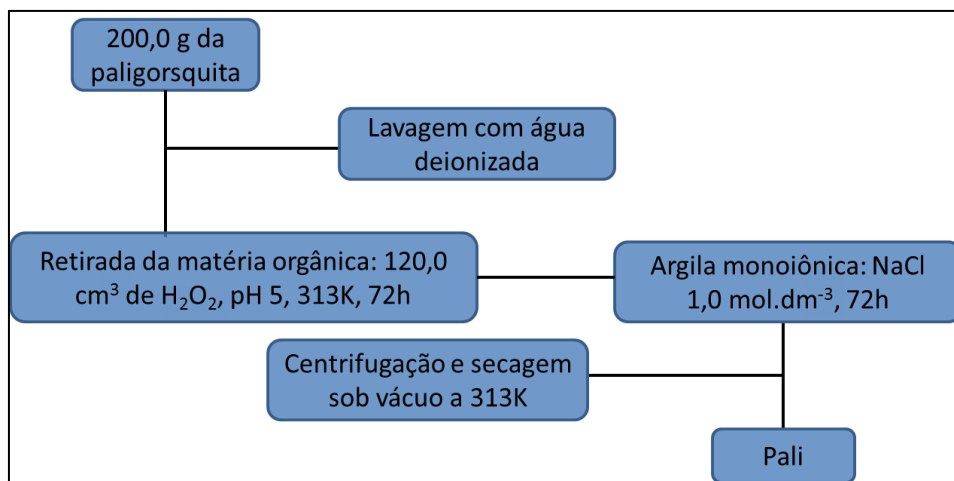 200,0 g da
paligorsquita
Lavagem com água
deionizada
Retirada da matéria orgânica: 120,0
cm³ de H₂O₂, pH 5, 313K, 72h
Argila monoiônica: NaCl
1,0 mol.dm⁻³, 72h
Centrifugação e secagem
sob vácuo a 313K
Pali